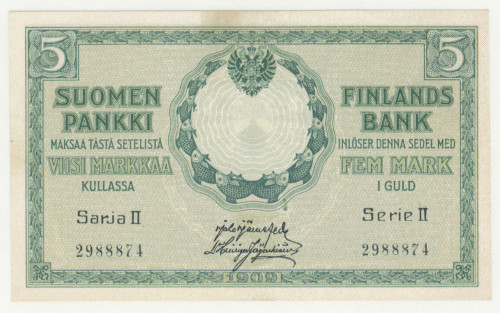 5
5
SUOMEN
PANKKI
MAKSAA TÄSTÄ SETELISTÄ
VIISI MARKKAA
KULLASSA
Sarja II
2988874
FINLANDS
BANK
INLÖSER DENNA SEDEL MED
FEM MARK
I GULD
Serie II
2988874
1909